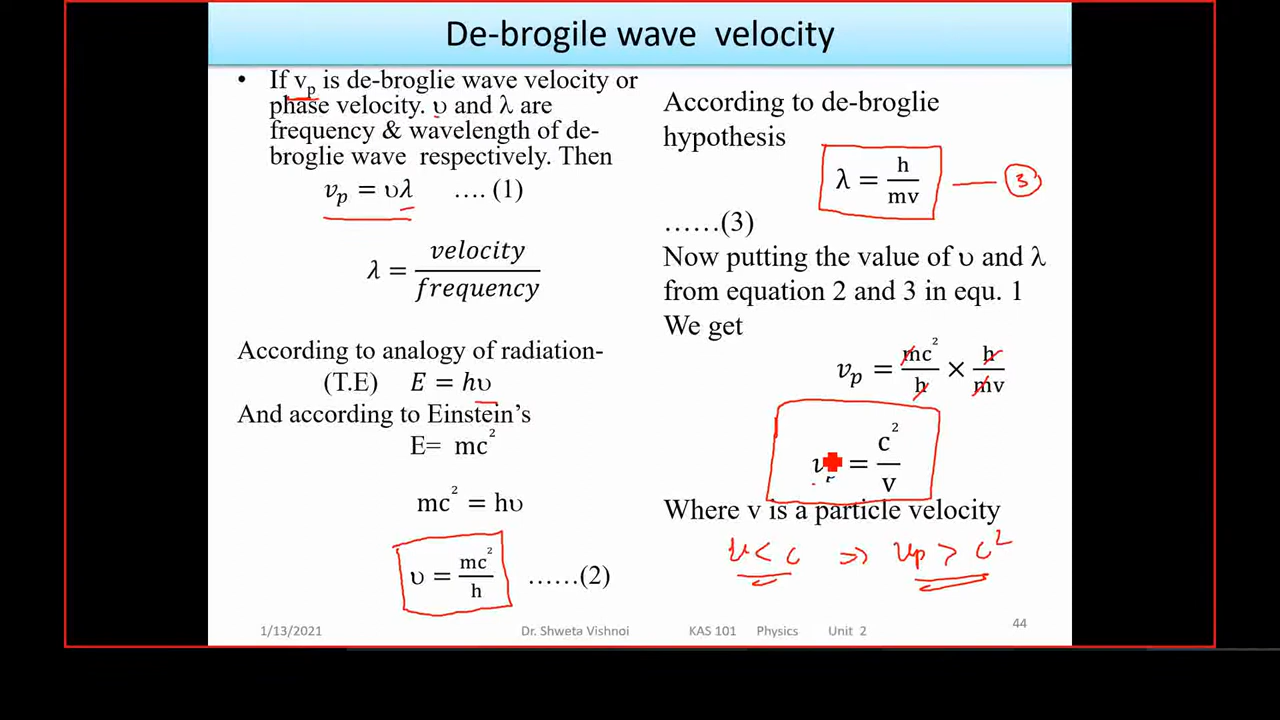 De-brogile wave velocity
• If vₚ is de-broglie wave velocity or
phase velocity. υ and λ are
frequency & wavelength of de-
broglie wave respectively. Then
𝑣ₚ = υλ …. (1)
λ = velocity / frequency
According to analogy of radiation-
(T.E) E = hυ
And according to Einstein’s
E= mc²
mc² = hυ
υ = mc² / h ……(2)
According to de-broglie
hypothesis
λ = h / mv — 3
……(3)
Now putting the value of υ and λ
from equation 2 and 3 in equ. 1
We get
𝑣ₚ = mc² / h × h / mv
𝑣ₚ = c² / v
Where v is a particle velocity
v < c ⇒ vp > c²
1/13/2021 Dr. Shweta Vishnoi KAS 101 Physics Unit 2 44